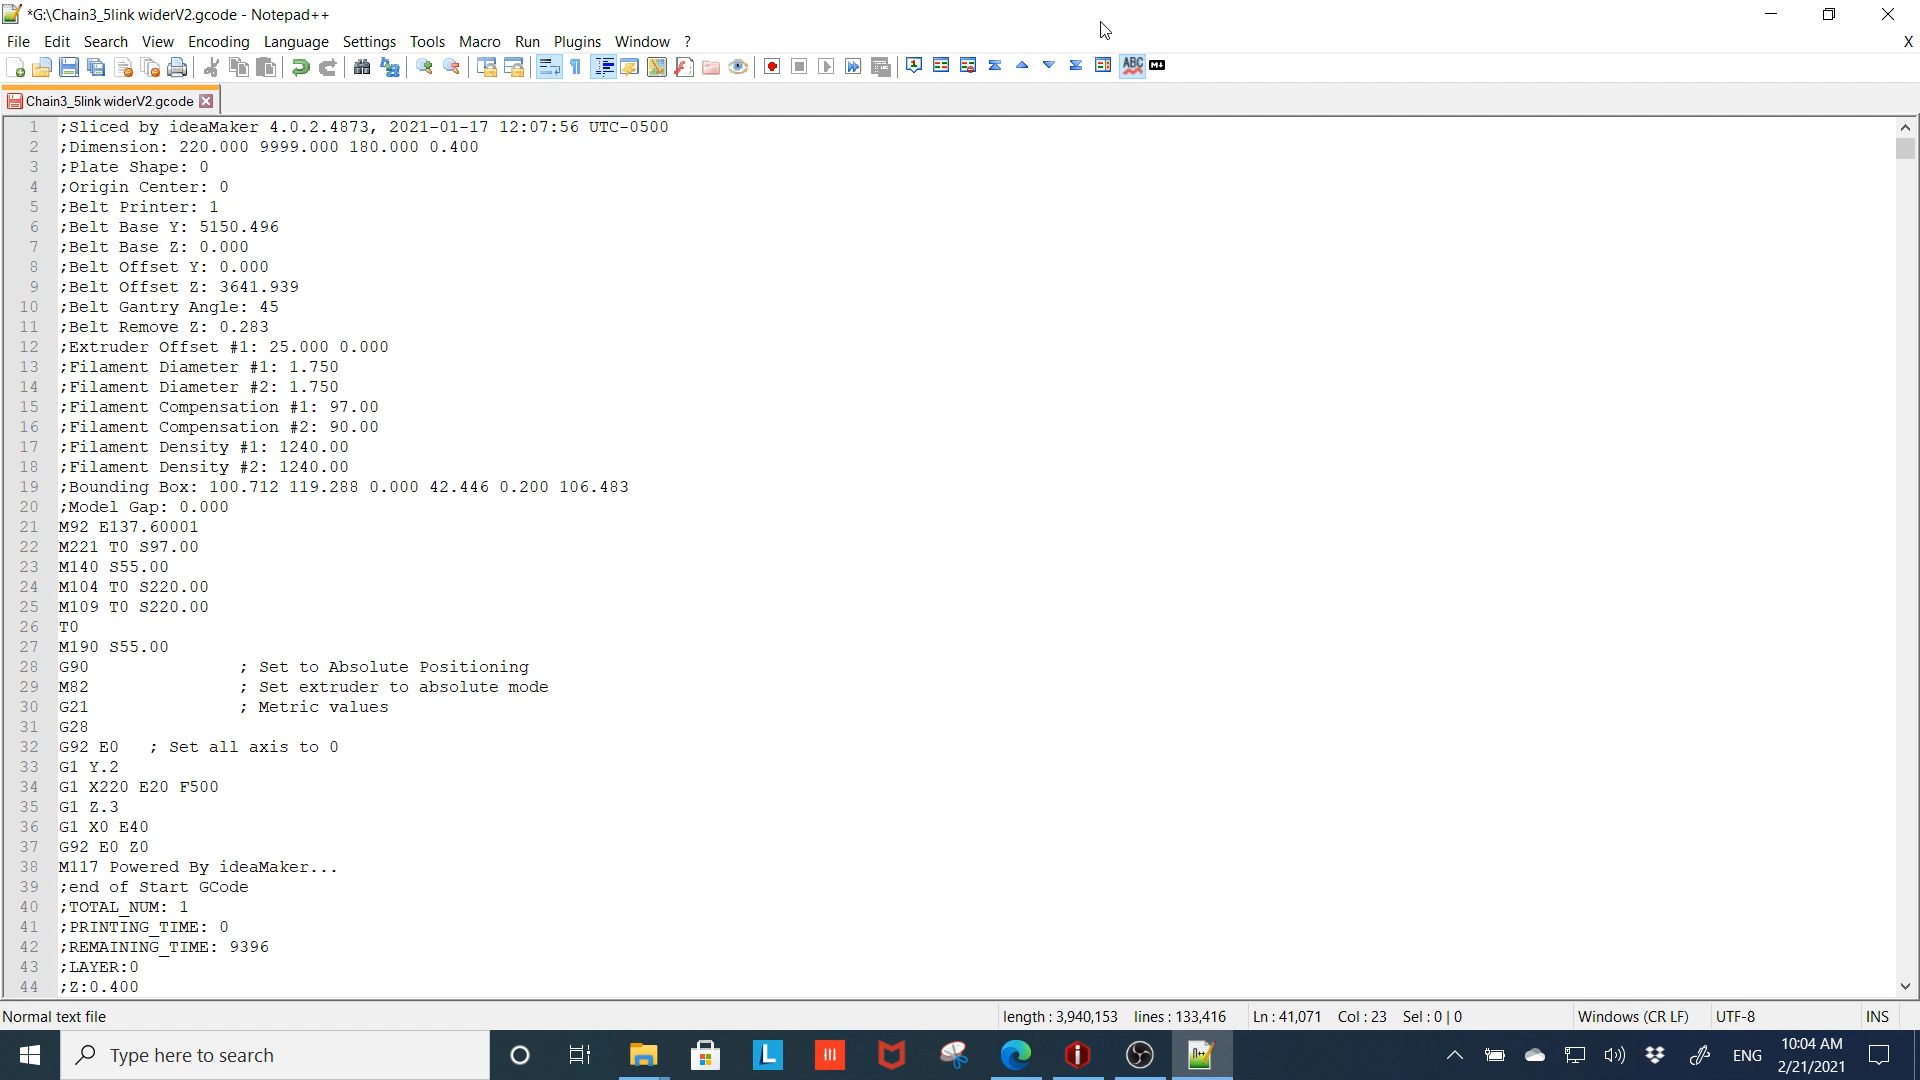 *G:\Chain3_5link widerV2.gcode - Notepad++
File Edit Search View Encoding Language Settings Tools Macro Run Plugins Window ? X
Chain3_5link widerV2.gcode
1 ;Sliced by ideaMaker 4.0.2.4873, 2021-01-17 12:07:56 UTC-0500
2 ;Dimension: 220.000 9999.000 180.000 0.400
3 ;Plate Shape: 0
4 ;Origin Center: 0
5 ;Belt Printer: 1
6 ;Belt Base Y: 5150.496
7 ;Belt Base Z: 0.000
8 ;Belt Offset Y: 0.000
9 ;Belt Offset Z: 3641.939
10 ;Belt Gantry Angle: 45
11 ;Belt Remove Z: 0.283
12 ;Extruder Offset #1: 25.000 0.000
13 ;Filament Diameter #1: 1.750
14 ;Filament Diameter #2: 1.750
15 ;Filament Compensation #1: 97.00
16 ;Filament Compensation #2: 90.00
17 ;Filament Density #1: 1240.00
18 ;Filament Density #2: 1240.00
19 ;Bounding Box: 100.712 119.288 0.000 42.446 0.200 106.483
20 ;Model Gap: 0.000
21 M92 E137.60001
22 M221 T0 S97.00
23 M140 S55.00
24 M104 T0 S220.00
25 M109 T0 S220.00
26 T0
27 M190 S55.00
28 G90 ; Set to Absolute Positioning
29 M82 ; Set extruder to absolute mode
30 G21 ; Metric values
31 G28
32 G92 E0 ; Set all axis to 0
33 G1 Y.2
34 G1 X220 E20 F500
35 G1 Z.3
36 G1 X0 E40
37 G92 E0 Z0
38 M117 Powered By ideaMaker...
39 ;end of Start GCode
40 ;TOTAL_NUM: 1
41 ;PRINTING_TIME: 0
42 ;REMAINING_TIME: 9396
43 ;LAYER:0
44 ;Z:0.400
Normal text file length : 3,940,153 lines : 133,416 Ln : 41,071 Col : 23 Sel : 0 | 0 Windows (CR LF) UTF-8 INS
Type here to search L ENG 10:04 AM
2/21/2021